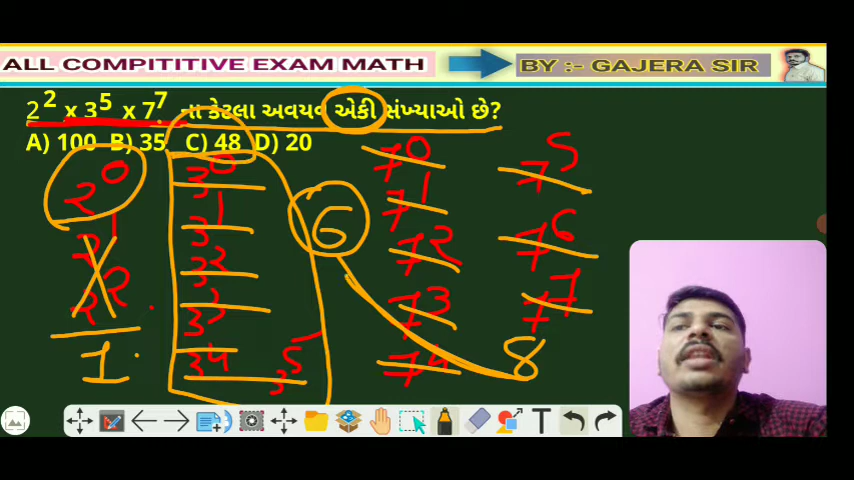 ALL COMPITITIVE EXAM MATH
BY :- GAJERA SIR
2² x 3⁵ x 7⁷ ના કેટલા અવયવ એકી સંખ્યાઓ છે?
A) 100 B) 35 C) 48 D) 20
2⁰ 3⁰ 7⁰ 7⁵
2¹ 3¹ 6 7¹
2² 3² 7² 7⁶
3³ 7³ 7⁷
1 3⁴ 3⁵ 7⁴ 8
T